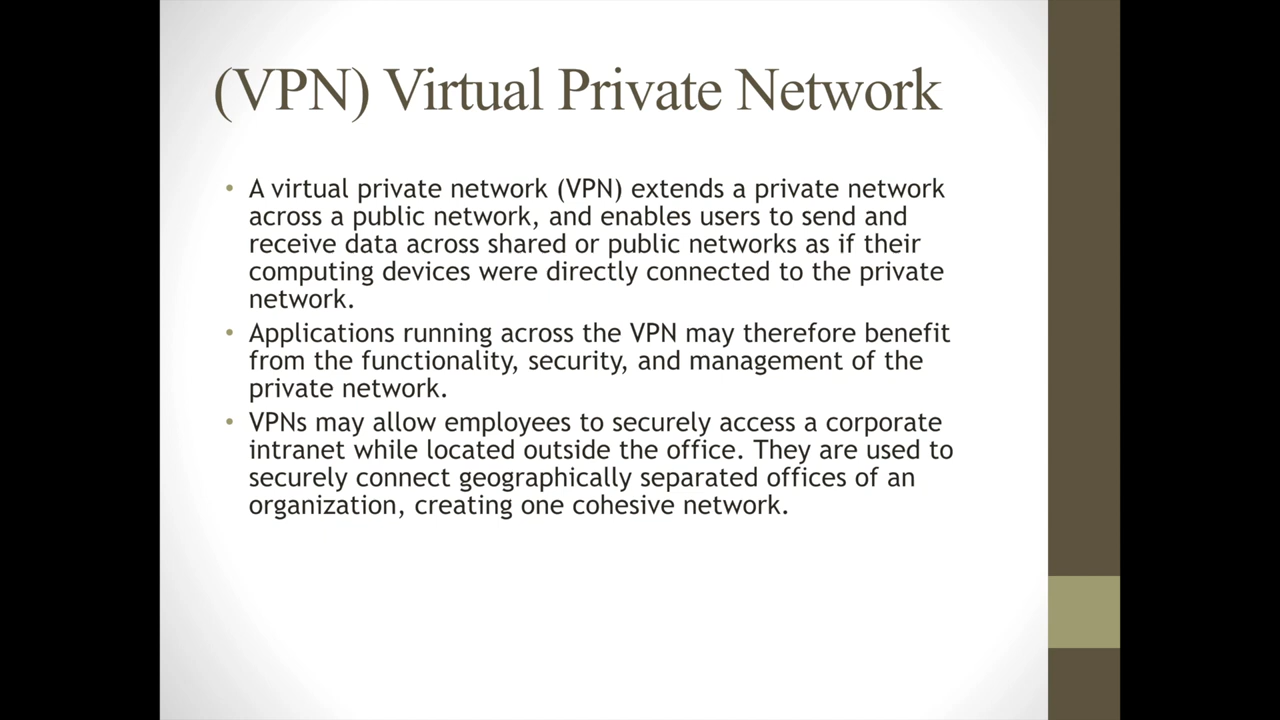 (VPN) Virtual Private Network
• A virtual private network (VPN) extends a private network
across a public network, and enables users to send and
receive data across shared or public networks as if their
computing devices were directly connected to the private
network.
• Applications running across the VPN may therefore benefit
from the functionality, security, and management of the
private network.
• VPNs may allow employees to securely access a corporate
intranet while located outside the office. They are used to
securely connect geographically separated offices of an
organization, creating one cohesive network.